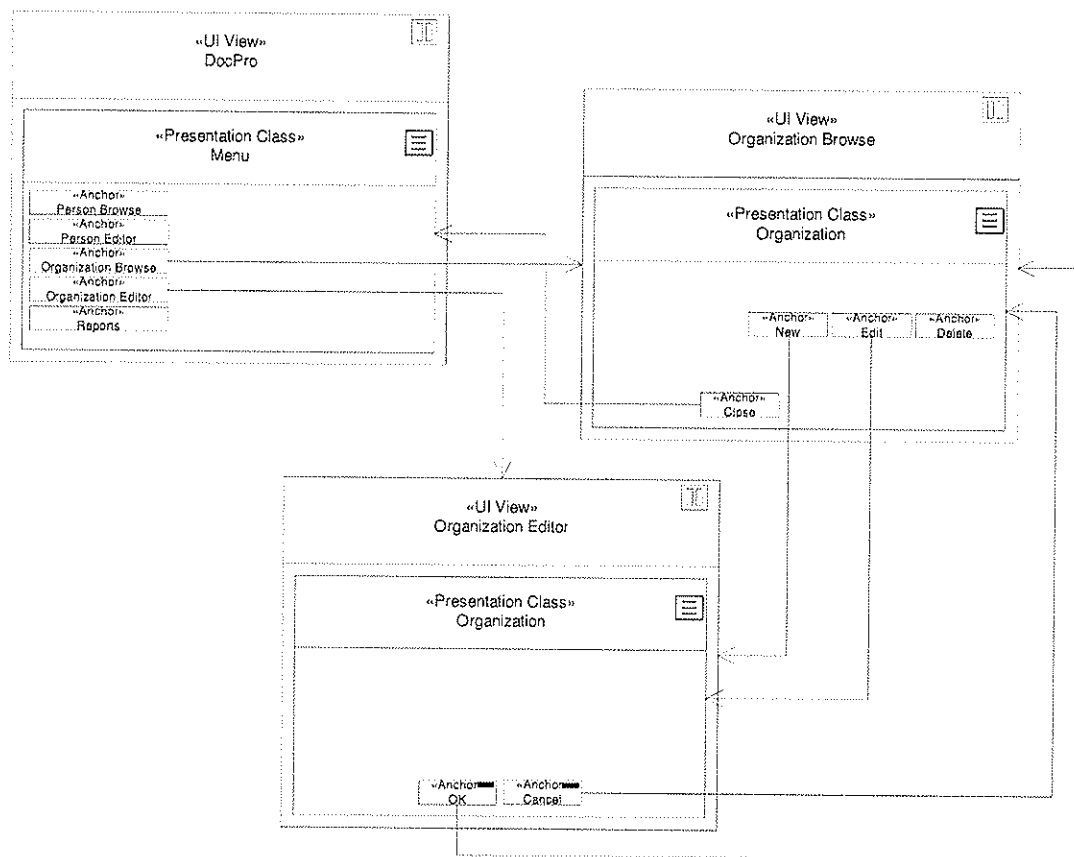 «UI View»
DocPro
«Presentation Class»
Menu
«Anchor»
Person Browse
«Anchor»
Person Editor
«Anchor»
Organization Browse
«Anchor»
Organization Editor
«Anchor»
Reports
«UI View»
Organization Browse
«Presentation Class»
Organization
«Anchor»
New
«Anchor»
Edit
«Anchor»
Delete
«Anchor»
Close
«UI View»
Organization Editor
«Presentation Class»
Organization
«Anchor
OK
«Anchor
Cancel